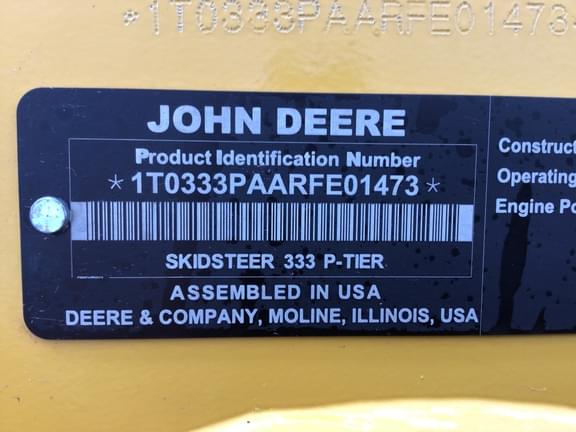 *1T0333PAARFE01473*
JOHN DEERE
Product Identification Number
*1T0333PAARFE01473*
SKIDSTEER 333 P-TIER
ASSEMBLED IN USA
DEERE & COMPANY, MOLINE, ILLINOIS, USA
Construct
Operating
Engine Po